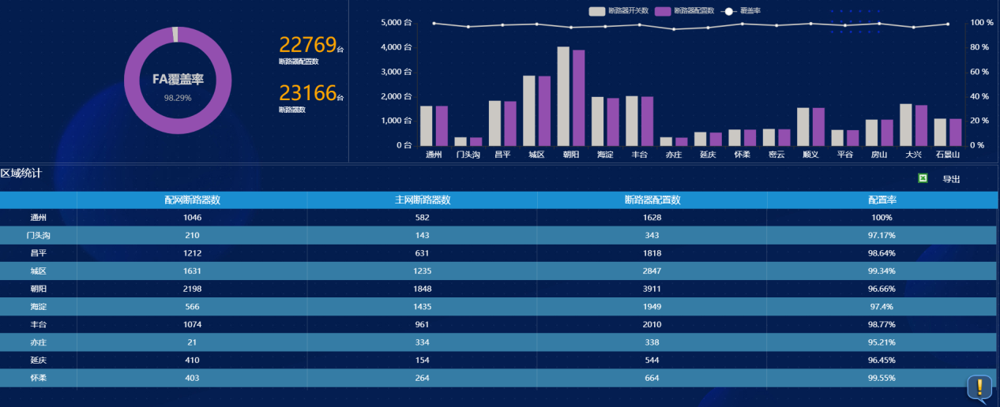 FA覆盖率
98.29%
22769台
断路器配置数
23166台
断路器数
断路器开关数 断路器配置数 覆盖率
5,000 台 100 %
4,000 台 80 %
3,000 台 60 %
2,000 台 40 %
1,000 台 20 %
0 台 0 %
通州 门头沟 昌平 城区 朝阳 海淀 丰台 亦庄 延庆 怀柔 密云 顺义 平谷 房山 大兴 石景山
区域统计 导出
配网断路器数 主网断路器数 断路器配置数 配置率
通州 1046 582 1628 100%
门头沟 210 143 343 97.17%
昌平 1212 631 1818 98.64%
城区 1631 1235 2847 99.34%
朝阳 2198 1848 3911 96.66%
海淀 566 1435 1949 97.4%
丰台 1074 961 2010 98.77%
亦庄 21 334 338 95.21%
延庆 410 154 544 96.45%
怀柔 403 264 664 99.55%